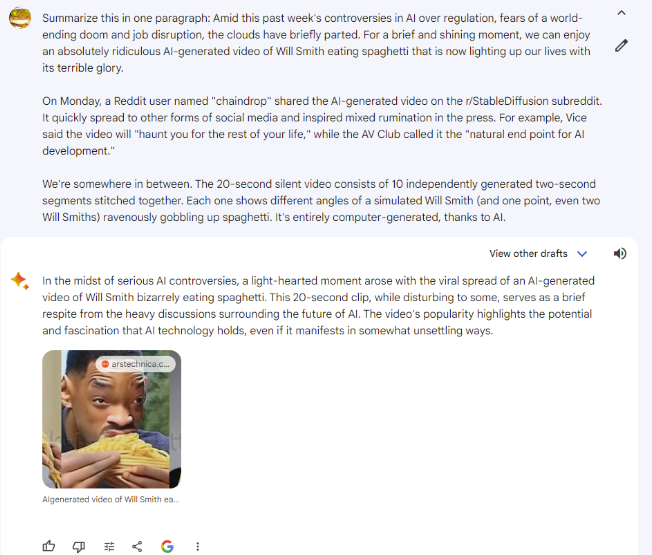 Summarize this in one paragraph: Amid this past week's controversies in AI over regulation, fears of a world-
ending doom and job disruption, the clouds have briefly parted. For a brief and shining moment, we can enjoy
an absolutely ridiculous AI-generated video of Will Smith eating spaghetti that is now lighting up our lives with
its terrible glory.
On Monday, a Reddit user named "chaindrop" shared the AI-generated video on the r/StableDiffusion subreddit.
It quickly spread to other forms of social media and inspired mixed rumination in the press. For example, Vice
said the video will "haunt you for the rest of your life," while the AV Club called it the "natural end point for AI
development."
We're somewhere in between. The 20-second silent video consists of 10 independently generated two-second
segments stitched together. Each one shows different angles of a simulated Will Smith (and one point, even two
Will Smiths) ravenously gobbling up spaghetti. It's entirely computer-generated, thanks to AI.
View other drafts
In the midst of serious AI controversies, a light-hearted moment arose with the viral spread of an AI-generated
video of Will Smith bizarrely eating spaghetti. This 20-second clip, while disturbing to some, serves as a brief
respite from the heavy discussions surrounding the future of AI. The video's popularity highlights the potential
and fascination that AI technology holds, even if it manifests in somewhat unsettling ways.
arstechnica.c...
AIgenerated video of Will Smith ea...